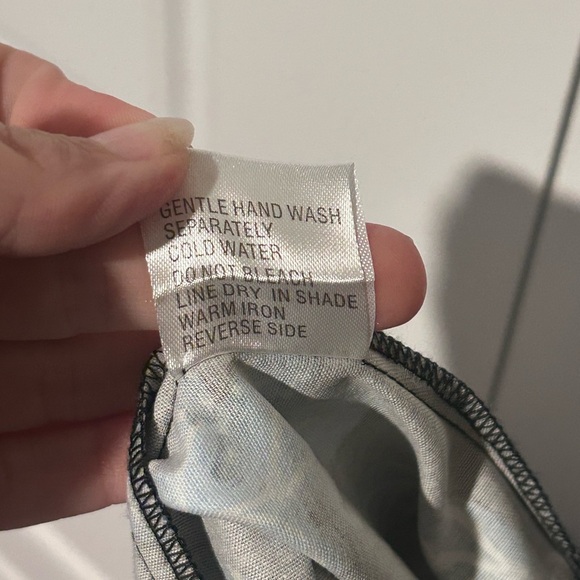 GENTLE HAND WASH
SEPARATELY
COLD WATER
DO NOT BLEACH
LINE DRY IN SHADE
WARM IRON
REVERSE SIDE